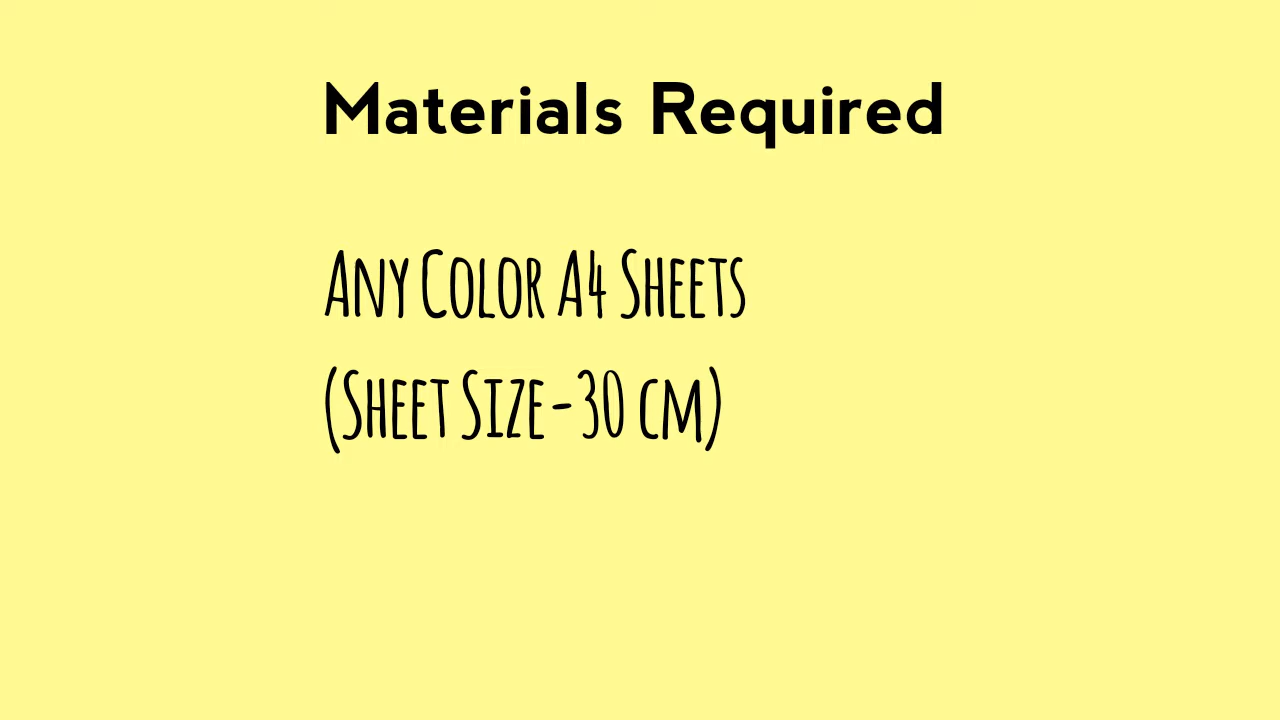 Materials Required
Any Color A4 Sheets
(Sheet Size-30 cm)